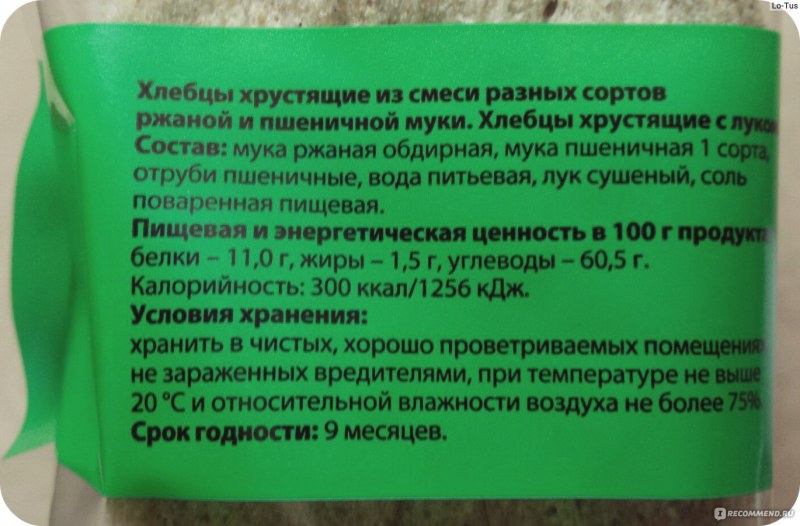 Lo-Tus
Хлебцы хрустящие из смеси разных сортов
ржаной и пшеничной муки. Хлебцы хрустящие с луком
Состав: мука ржаная обдирная, мука пшеничная 1 сорта,
отруби пшеничные, вода питьевая, лук сушеный, соль
поваренная пищевая.
Пищевая и энергетическая ценность в 100 г продукта:
белки – 11,0 г, жиры – 1,5 г, углеводы – 60,5 г.
Калорийность: 300 ккал/1256 кДж.
Условия хранения:
хранить в чистых, хорошо проветриваемых помещениях,
не зараженных вредителями, при температуре не выше
20 °С и относительной влажности воздуха не более 75%.
Срок годности: 9 месяцев.
I RECOMMEND.RU